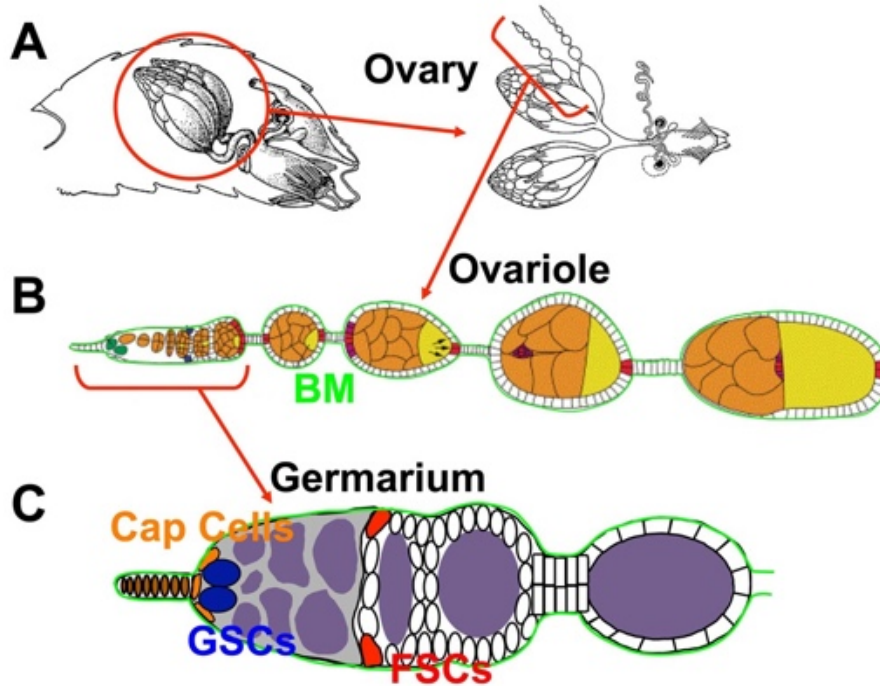 A
Ovary
Ovariole
B
BM
Germarium
C
Cap Cells
GSCs
FSCs